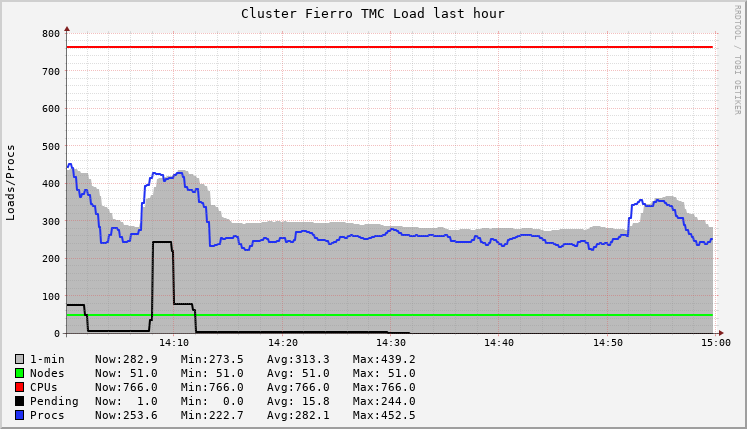 Cluster Fierro TMC Load last hour
RRDTOOL / TOBI OETIKER
Loads/Procs
800
700
600
500
400
300
200
100
0
14:10 14:20 14:30 14:40 14:50 15:00
1-min Now:282.9 Min:273.5 Avg:313.3 Max:439.2
Nodes Now: 51.0 Min: 51.0 Avg: 51.0 Max: 51.0
CPUs Now:766.0 Min:766.0 Avg:766.0 Max:766.0
Pending Now: 1.0 Min: 0.0 Avg: 15.8 Max:244.0
Procs Now:253.6 Min:222.7 Avg:282.1 Max:452.5